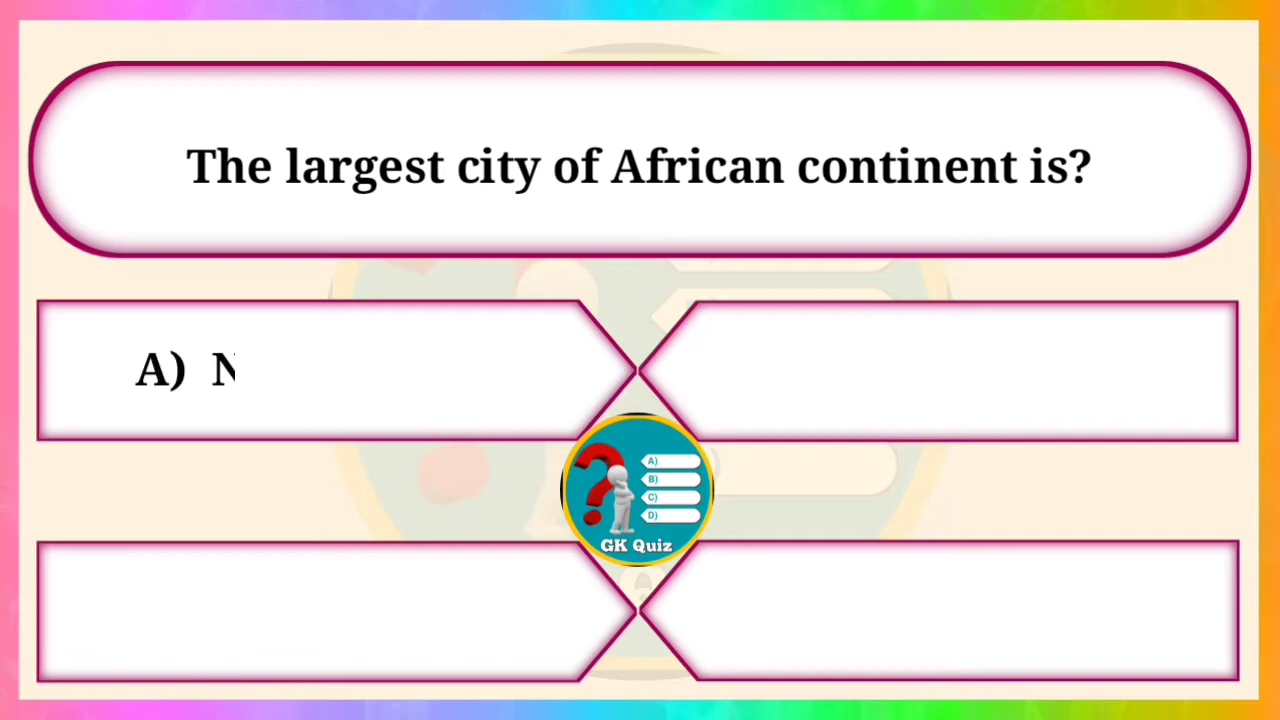 The largest city of African continent is?
A) N
A)
B)
C)
D)
GK Quiz